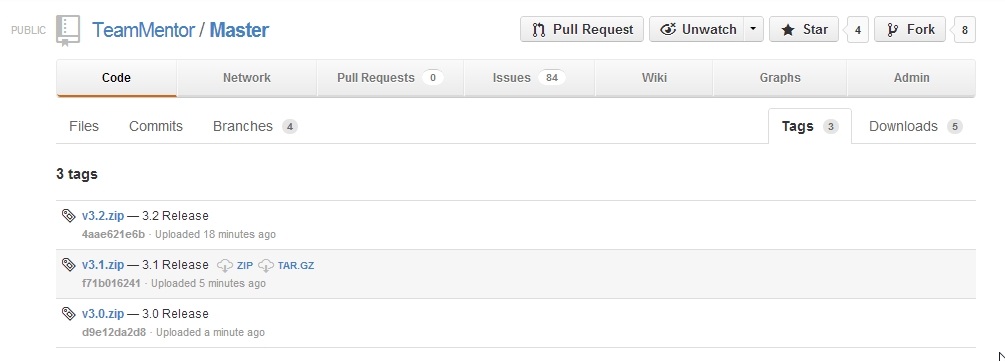 PUBLIC TeamMentor / Master Pull Request Unwatch Star 4 Fork 8
Code Network Pull Requests 0 Issues 84 Wiki Graphs Admin
Files Commits Branches 4 Tags 3 Downloads 5
3 tags
v3.2.zip — 3.2 Release
4aae621e6b · Uploaded 18 minutes ago
v3.1.zip — 3.1 Release ZIP TAR.GZ
f71b016241 · Uploaded 5 minutes ago
v3.0.zip — 3.0 Release
d9e12da2d8 · Uploaded a minute ago